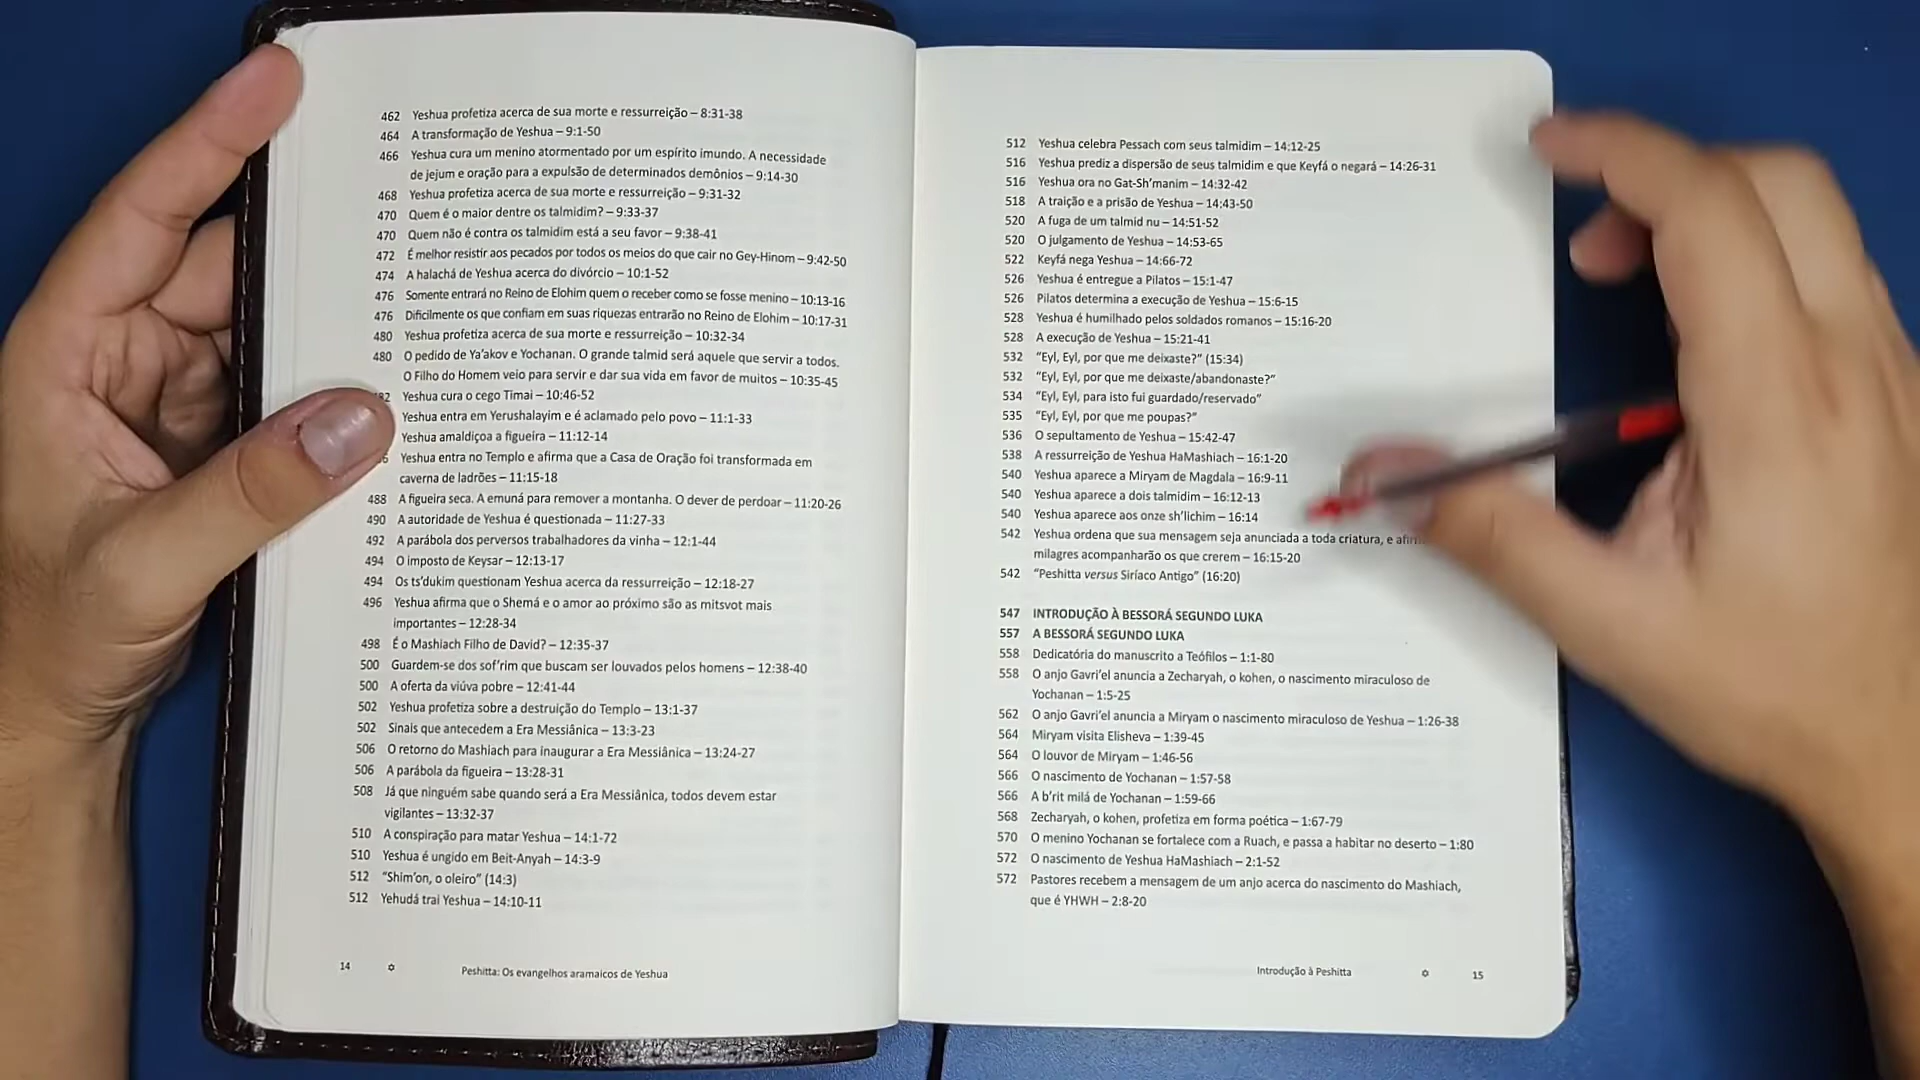 462 Yeshua profetiza acerca de sua morte e ressurreição – 8:31-38
464 A transformação de Yeshua – 9:1-50
466 Yeshua cura um menino atormentado por um espírito imundo. A necessidade
de jejum e oração para a expulsão de determinados demônios – 9:14-30
468 Yeshua profetiza acerca de sua morte e ressurreição – 9:31-32
470 Quem é o maior dentre os talmidim? – 9:33-37
470 Quem não é contra os talmidim está a seu favor – 9:38-41
472 É melhor resistir aos pecados por todos os meios do que cair no Gey-Hinom – 9:42-50
474 A halachá de Yeshua acerca do divórcio – 10:1-52
476 Somente entrará no Reino de Elohim quem o receber como se fosse menino – 10:13-16
476 Dificilmente os que confiam em suas riquezas entrarão no Reino de Elohim – 10:17-31
480 Yeshua profetiza acerca de sua morte e ressurreição – 10:32-34
480 O pedido de Ya'akov e Yochanan. O grande talmid será aquele que servir a todos.
O Filho do Homem veio para servir e dar sua vida em favor de muitos – 10:35-45
Yeshua cura o cego Timai – 10:46-52
Yeshua entra em Yerushalayim e é aclamado pelo povo – 11:1-33
Yeshua amaldiçoa a figueira – 11:12-14
Yeshua entra no Templo e afirma que a Casa de Oração foi transformada em
caverna de ladrões – 11:15-18
488 A figueira seca. A emuná para remover a montanha. O dever de perdoar – 11:20-26
490 A autoridade de Yeshua é questionada – 11:27-33
492 A parábola dos perversos trabalhadores da vinha – 12:1-44
494 O imposto de Keysar – 12:13-17
494 Os ts'dukim questionam Yeshua acerca da ressurreição – 12:18-27
496 Yeshua afirma que o Shemá e o amor ao próximo são as mitsvot mais
importantes – 12:28-34
498 É o Mashiach Filho de David? – 12:35-37
500 Guardem-se dos sof'rim que buscam ser louvados pelos homens – 12:38-40
500 A oferta da viúva pobre – 12:41-44
502 Yeshua profetiza sobre a destruição do Templo – 13:1-37
502 Sinais que antecedem a Era Messiânica – 13:3-23
506 O retorno do Mashiach para inaugurar a Era Messiânica – 13:24-27
506 A parábola da figueira – 13:28-31
508 Já que ninguém sabe quando será a Era Messiânica, todos devem estar
vigilantes – 13:32-37
510 A conspiração para matar Yeshua – 14:1-72
510 Yeshua é ungido em Beit-Anyah – 14:3-9
512 "Shim'on, o oleiro" (14:3)
512 Yehudá trai Yeshua – 14:10-11
14 ✡ Peshitta: Os evangelhos aramaicos de Yeshua
512 Yeshua celebra Pessach com seus talmidim – 14:12-25
516 Yeshua prediz a dispersão de seus talmidim e que Keyfá o negará – 14:26-31
516 Yeshua ora no Gat-Sh'manim – 14:32-42
518 A traição e a prisão de Yeshua – 14:43-50
520 A fuga de um talmid nu – 14:51-52
520 O julgamento de Yeshua – 14:53-65
522 Keyfá nega Yeshua – 14:66-72
526 Yeshua é entregue a Pilatos – 15:1-47
526 Pilatos determina a execução de Yeshua – 15:6-15
528 Yeshua é humilhado pelos soldados romanos – 15:16-20
528 A execução de Yeshua – 15:21-41
532 "Eyl, Eyl, por que me deixaste?" (15:34)
532 "Eyl, Eyl, por que me deixaste/abandonaste?"
534 "Eyl, Eyl, para isto fui guardado/reservado"
535 "Eyl, Eyl, por que me poupas?"
536 O sepultamento de Yeshua – 15:42-47
538 A ressurreição de Yeshua HaMashiach – 16:1-20
540 Yeshua aparece a Miryam de Magdala – 16:9-11
540 Yeshua aparece a dois talmidim – 16:12-13
540 Yeshua aparece aos onze sh'lichim – 16:14
542 Yeshua ordena que sua mensagem seja anunciada a toda criatura, e
milagres acompanharão os que crerem – 16:15-20
542 "Peshitta versus Siríaco Antigo" (16:20)
547 INTRODUÇÃO À BESSORÁ SEGUNDO LUKA
557 A BESSORÁ SEGUNDO LUKA
558 Dedicatória do manuscrito a Teófilos – 1:1-80
558 O anjo Gavri'el anuncia a Zecharyah, o kohen, o nascimento miraculoso de
Yochanan – 1:5-25
562 O anjo Gavri'el anuncia a Miryam o nascimento miraculoso de Yeshua – 1:26-38
564 Miryam visita Elisheva – 1:39-45
564 O louvor de Miryam – 1:46-56
566 O nascimento de Yochanan – 1:57-58
566 A b'rit milá de Yochanan – 1:59-66
568 Zecharyah, o kohen, profetiza em forma poética – 1:67-79
570 O menino Yochanan se fortalece com a Ruach, e passa a habitar no deserto – 1:80
572 O nascimento de Yeshua HaMashiach – 2:1-52
572 Pastores recebem a mensagem de um anjo acerca do nascimento do Mashiach,
que é YHWH – 2:8-20
Introdução à Peshitta ✡ 15